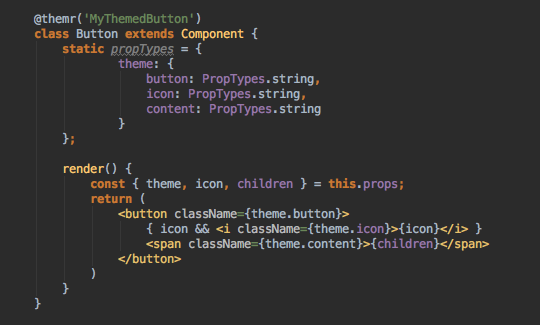 @themr('MyThemedButton')
class Button extends Component {
    static propTypes = {
            theme: {
                button: PropTypes.string,
                icon: PropTypes.string,
                content: PropTypes.string
            }
    };
    render() {
        const { theme, icon, children } = this.props;
        return (
            <button className={theme.button}>
                { icon && <i className={theme.icon}>{icon}</i> }
                <span className={theme.content}>{children}</span>
            </button>
        )
    }
}